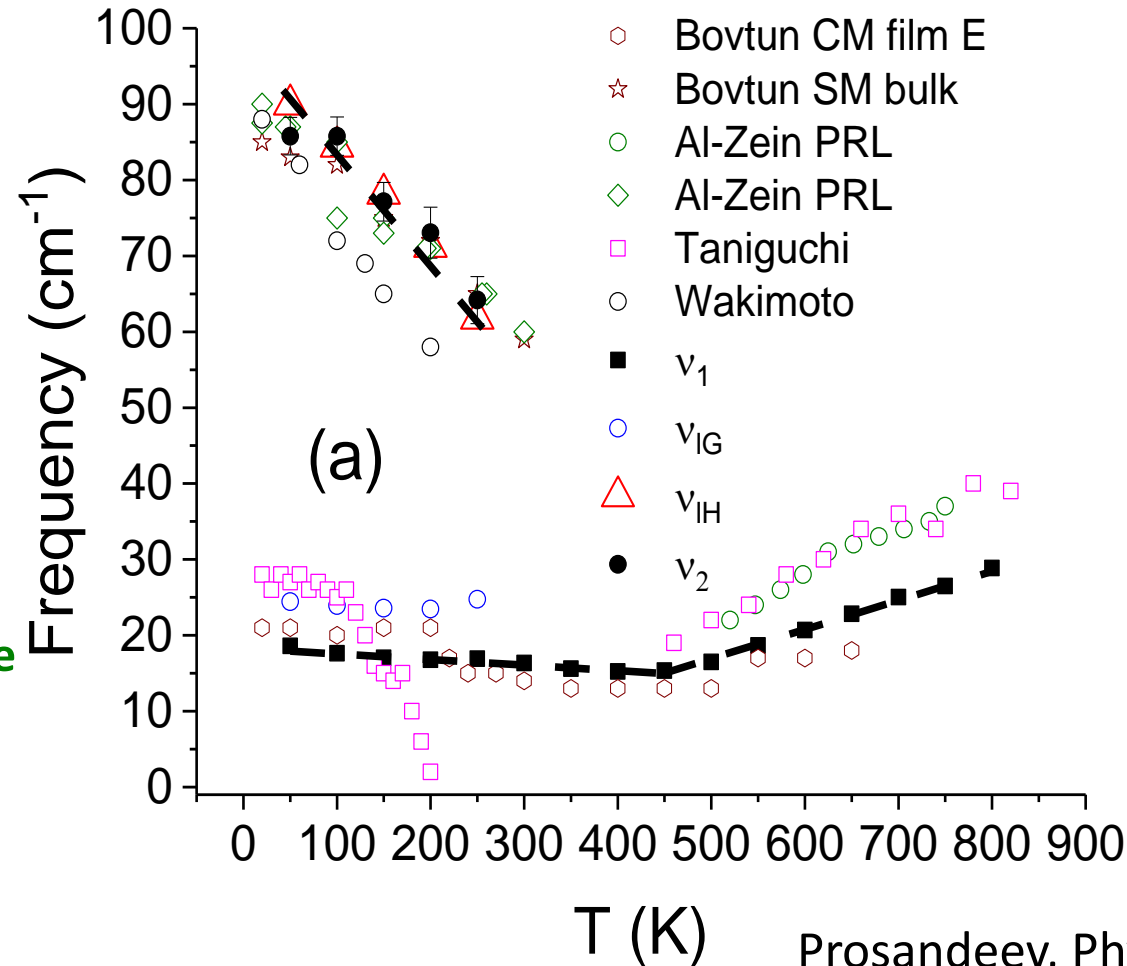 100
90
80
70
60
50
40
30
20
10
0
Frequency (cm⁻¹)
Bovtun CM film E
Bovtun SM bulk
Al-Zein PRL
Al-Zein PRL
Taniguchi
Wakimoto
ν₁
ν_IG
ν_IH
ν₂
(a)
e
0 100 200 300 400 500 600 700 800 900
T (K)
Prosandeev. Ph